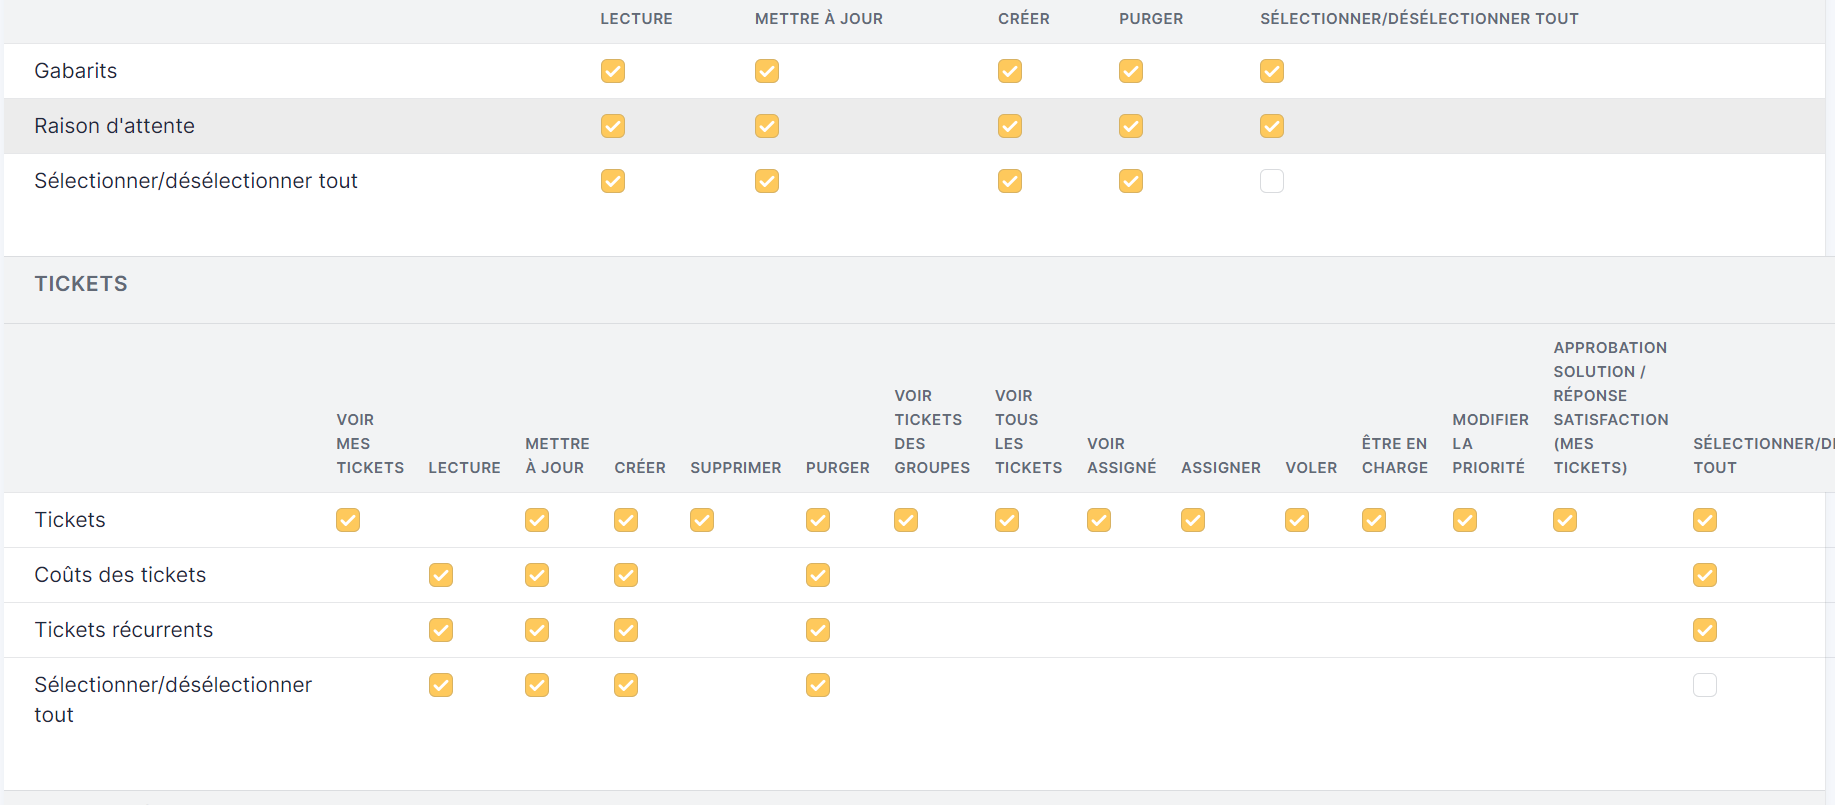 LECTURE METTRE À JOUR CRÉER PURGER SÉLECTIONNER/DÉSÉLECTIONNER TOUT
Gabarits
Raison d'attente
Sélectionner/désélectionner tout
TICKETS
VOIR MES TICKETS
LECTURE
METTRE À JOUR
CRÉER
SUPPRIMER
PURGER
VOIR TICKETS DES GROUPES
VOIR TOUS LES TICKETS
VOIR ASSIGNÉ
ASSIGNER
VOLER
ÊTRE EN CHARGE
MODIFIER LA PRIORITÉ
APPROBATION SOLUTION / RÉPONSE SATISFACTION (MES TICKETS)
SÉLECTIONNER/DÉ TOUT
Tickets
Coûts des tickets
Tickets récurrents
Sélectionner/désélectionner
tout